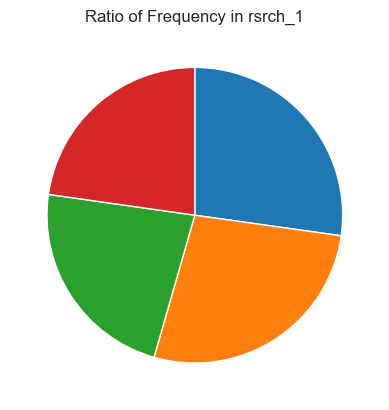 Ratio of Frequency in rsrch_1